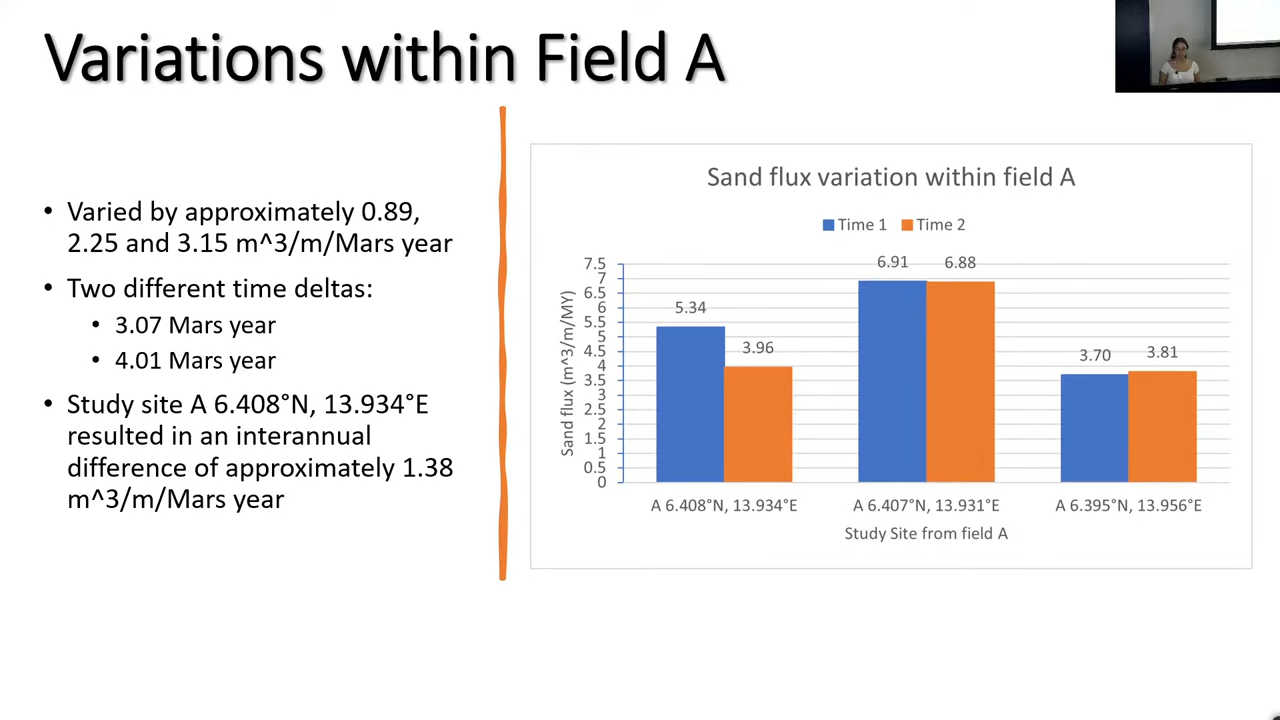 Variations within Field A
• Varied by approximately 0.89,
2.25 and 3.15 m^3/m/Mars year
• Two different time deltas:
• 3.07 Mars year
• 4.01 Mars year
• Study site A 6.408°N, 13.934°E
resulted in an interannual
difference of approximately 1.38
m^3/m/Mars year
Sand flux variation within field A
Time 1 Time 2
Sand flux (m^3/m/MY)
7.5
7
6.5
6
5.5
5
4.5
4
3.5
3
2.5
2
1.5
1
0.5
0
5.34
3.96
6.91
6.88
3.70
3.81
A 6.408°N, 13.934°E
A 6.407°N, 13.931°E
A 6.395°N, 13.956°E
Study Site from field A